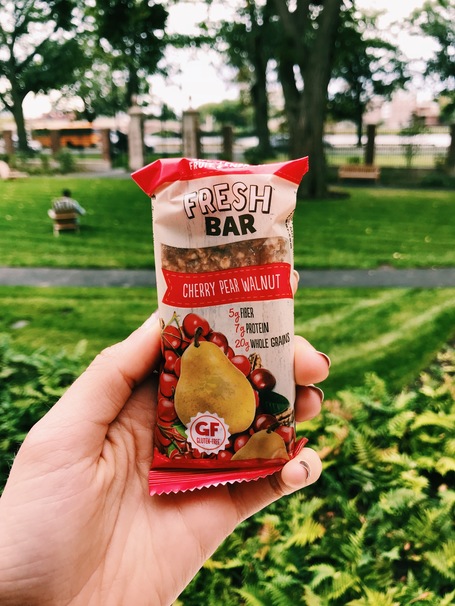 FRESH
BAR
CHERRY PEAR WALNUT
5g FIBER
7g PROTEIN
20g WHOLE GRAINS
GF
GLUTEN-FREE